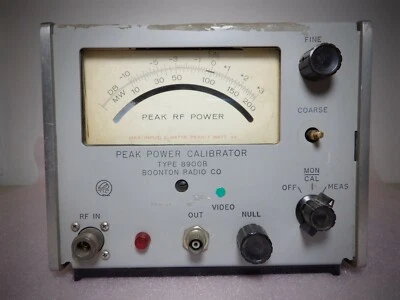 FINE
DB -10 -5 -3 -1 0 +1 +2 +3
MW 10 30 50 100 150 200
PEAK RF POWER
COARSE
PEAK POWER CALIBRATOR
TYPE 8900B
BOONTON RADIO CO
MON
CAL
OFF
MEAS
VIDEO
RF IN
OUT
NULL